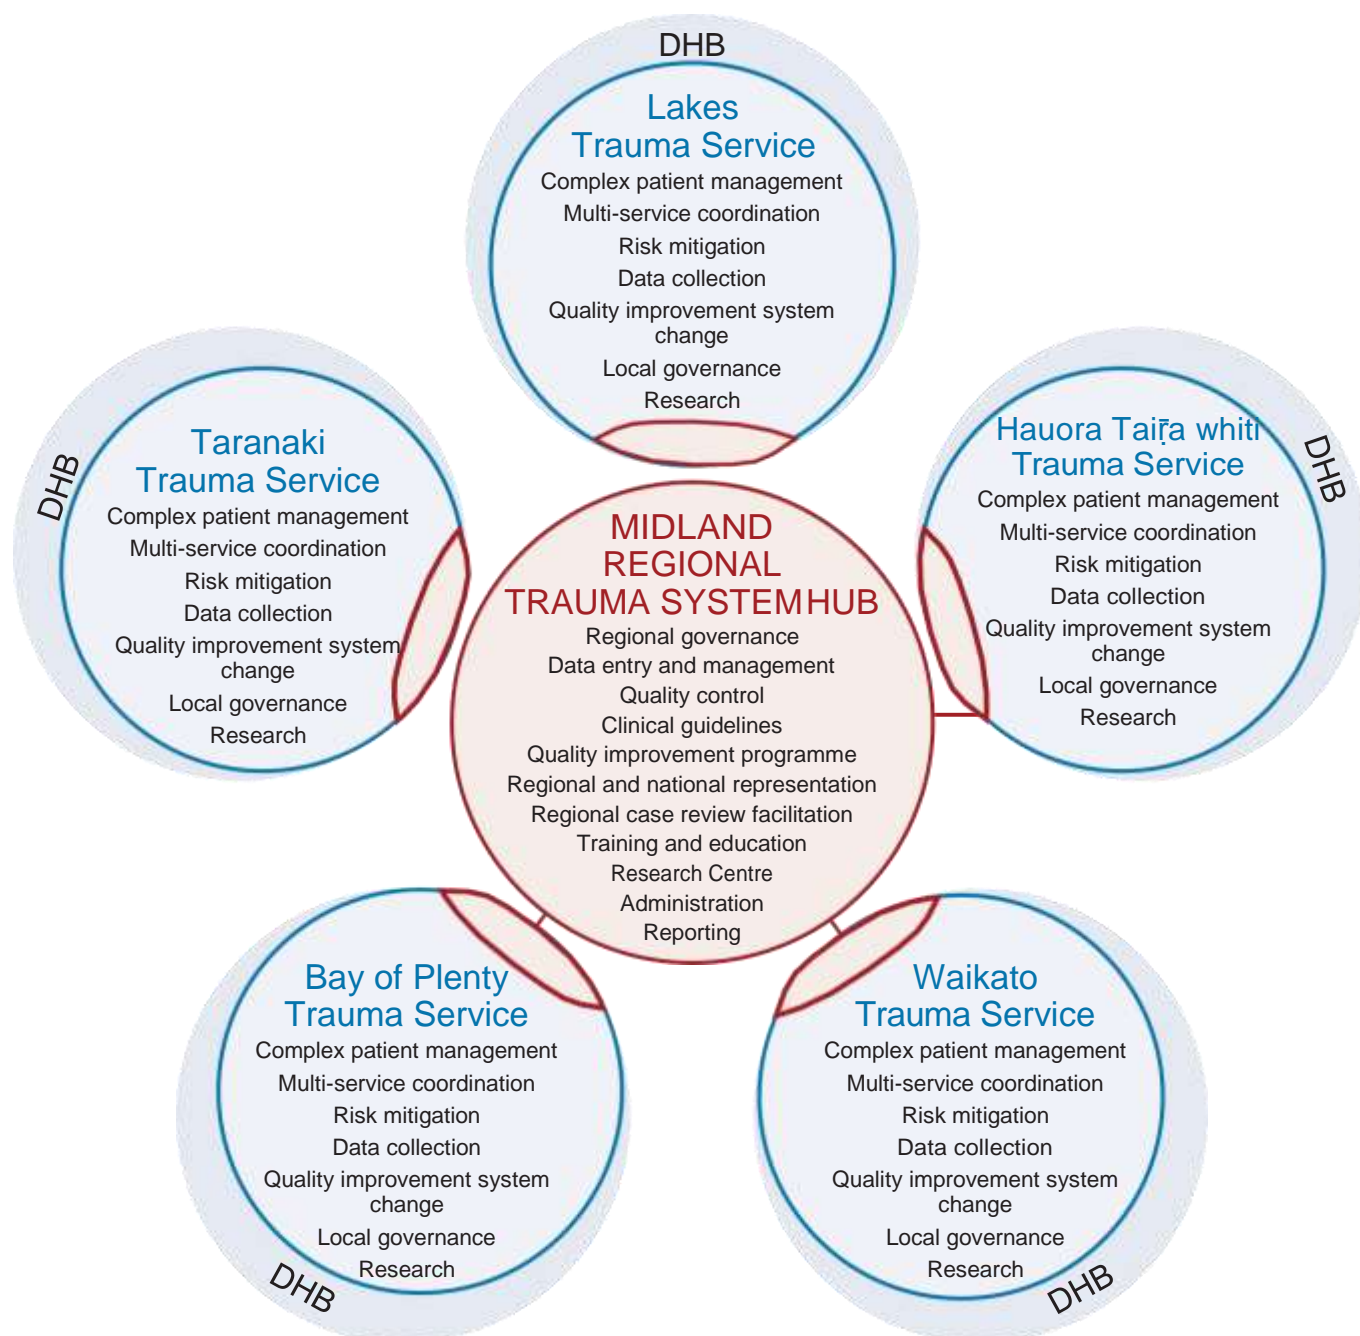 DHB
Lakes
Trauma Service
Complex patient management
Multi-service coordination
Risk mitigation
Data collection
Quality improvement system
change
Local governance
Research
DHB
Taranaki
Trauma Service
Complex patient management
Multi-service coordination
Risk mitigation
Data collection
Quality improvement system
change
Local governance
Research
DHB
Hauora Taiṝa whiti
Trauma Service
Complex patient management
Multi-service coordination
Risk mitigation
Data collection
Quality improvement system
change
Local governance
Research
MIDLAND
REGIONAL
TRAUMA SYSTEMHUB
Regional governance
Data entry and management
Quality control
Clinical guidelines
Quality improvement programme
Regional and national representation
Regional case review facilitation
Training and education
Research Centre
Administration
Reporting
Bay of Plenty
Trauma Service
Complex patient management
Multi-service coordination
Risk mitigation
Data collection
Quality improvement system
change
Local governance
Research
DHB
Waikato
Trauma Service
Complex patient management
Multi-service coordination
Risk mitigation
Data collection
Quality improvement system
change
Local governance
Research
DHB